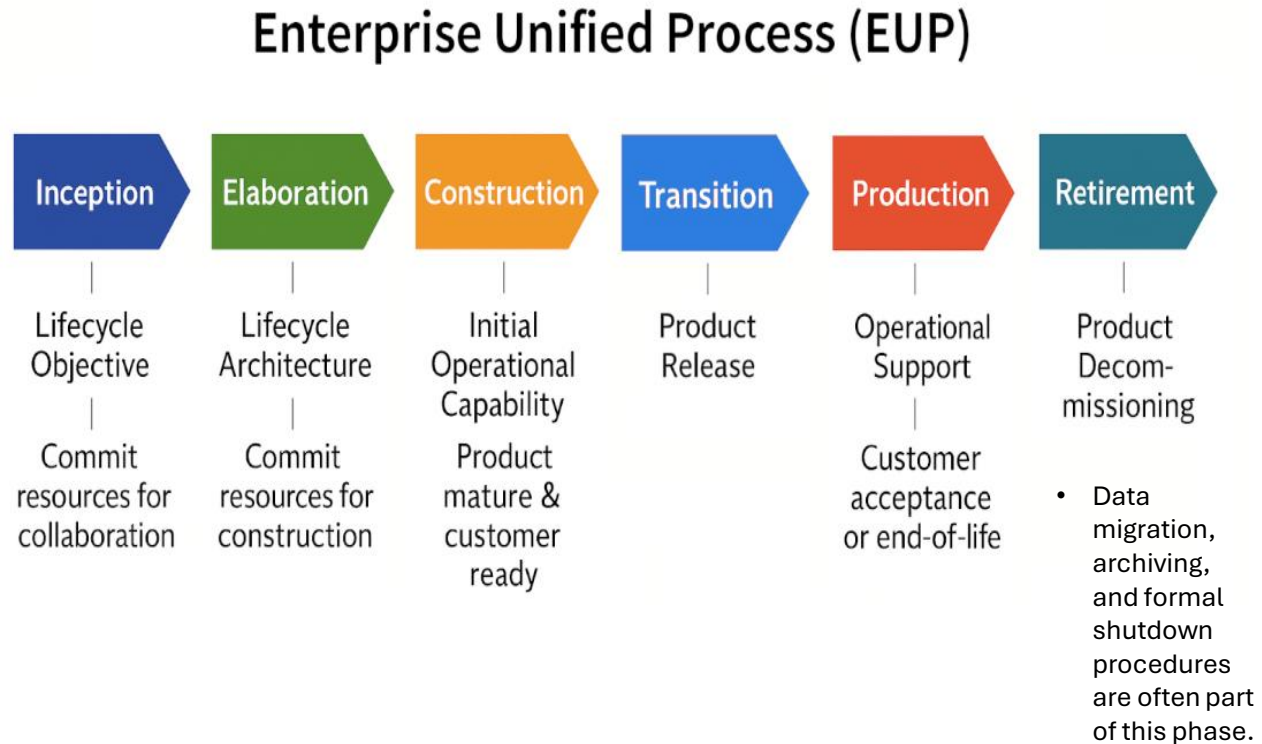 Enterprise Unified Process (EUP)
Inception
Elaboration
Construction
Transition
Production
Retirement
Lifecycle
Objective
Commit
resources for
collaboration
Lifecycle
Architecture
Commit
resources for
construction
Initial
Operational
Capability
Product
mature &
customer
ready
Product
Release
Operational
Support
Customer
acceptance
or end-of-life
Product
Decom-
missioning
• Data
migration,
archiving,
and formal
shutdown
procedures
are often part
of this phase.